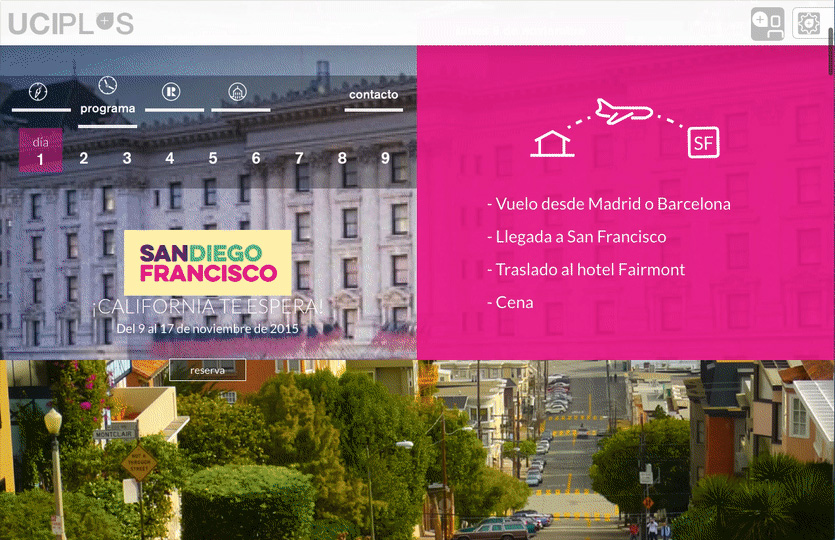 UCIPLUS
programa
contacto
día
1 2 3 4 5 6 7 8 9
SANDIEGO
FRANCISCO
¡CALIFORNIA TE ESPERA!
Del 9 al 17 de noviembre de 2015
reserva
SF
- Vuelo desde Madrid o Barcelona
- Llegada a San Francisco
- Traslado al hotel Fairmont
- Cena
MONTCLAIR